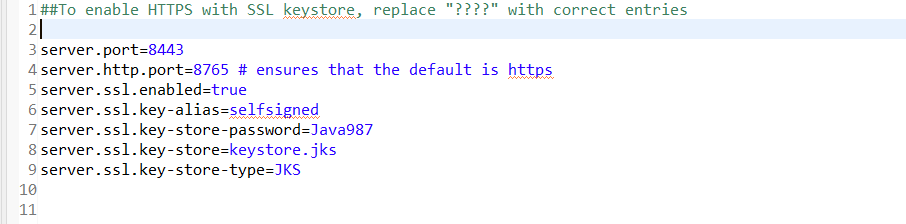 1 ##To enable HTTPS with SSL keystore, replace "????" with correct entries
2
3 server.port=8443
4 server.http.port=8765 # ensures that the default is https
5 server.ssl.enabled=true
6 server.ssl.key-alias=selfsigned
7 server.ssl.key-store-password=Java987
8 server.ssl.key-store=keystore.jks
9 server.ssl.key-store-type=JKS
10
11